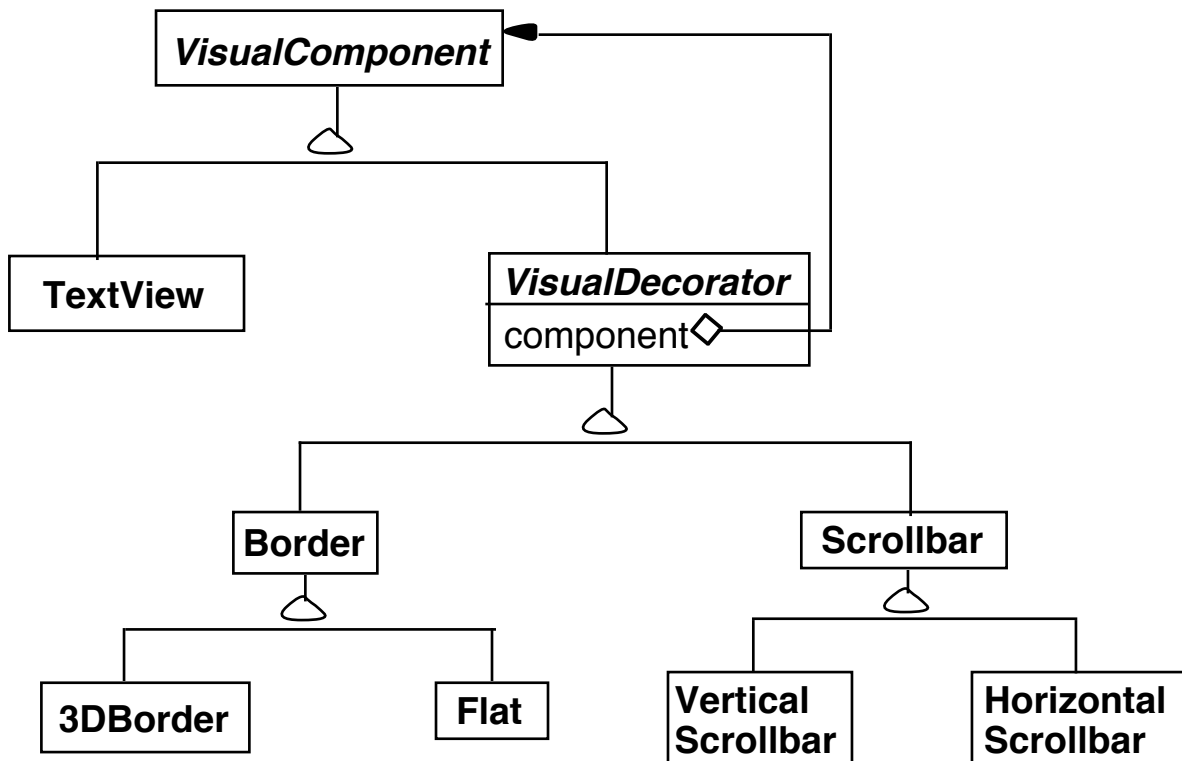 VisualComponent
TextView
VisualDecorator
component
Border
Scrollbar
3DBorder
Flat
Vertical
Scrollbar
Horizontal
Scrollbar